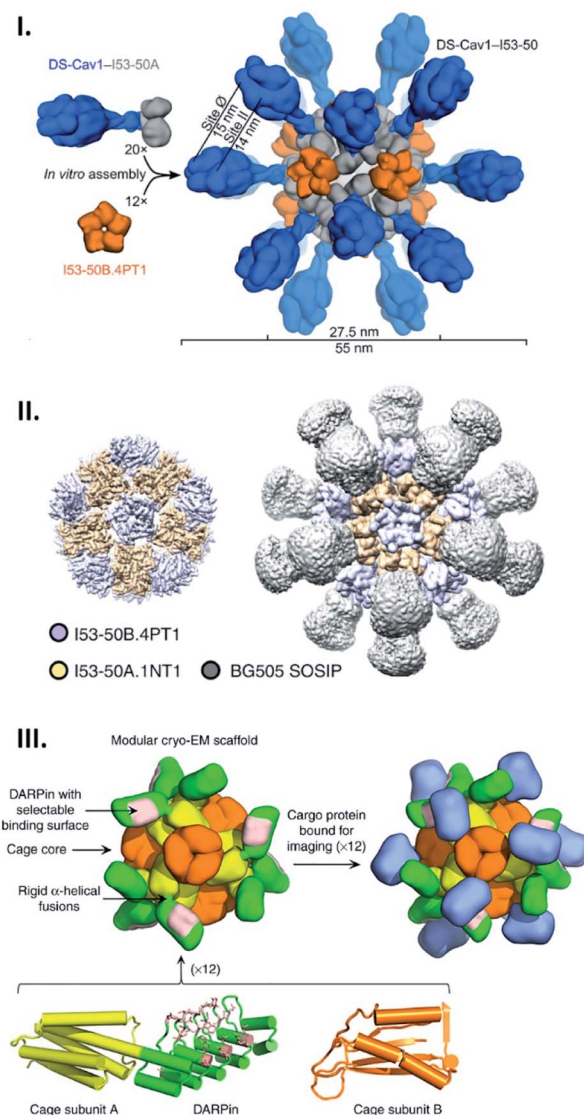 I.
DS-Cav1–I53-50A
DS-Cav1–I53-50
Site Ø
15 nm
Site II
14 nm
20×
In vitro assembly
12×
I53-50B.4PT1
27.5 nm
55 nm
II.
I53-50B.4PT1
I53-50A.1NT1
BG505 SOSIP
III.
Modular cryo-EM scaffold
DARPin with
selectable
binding surface
Cage core
Rigid α-helical
fusions
Cargo protein
bound for
imaging (×12)
(×12)
Cage subunit A
DARPin
Cage subunit B